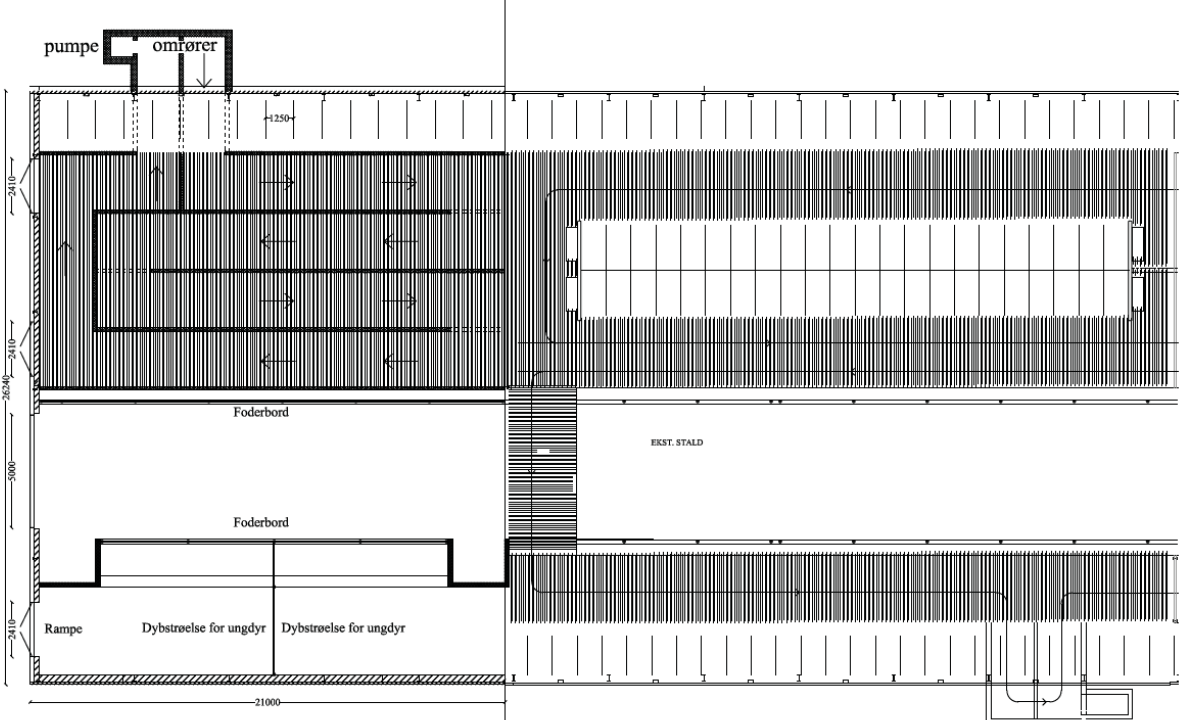 pumpe
omrører
1250
2410
2410
26240
Foderbord
EKST. STALD
5000
Foderbord
2410
Rampe
Dybstrøelse for ungdyr
Dybstrøelse for ungdyr
21000